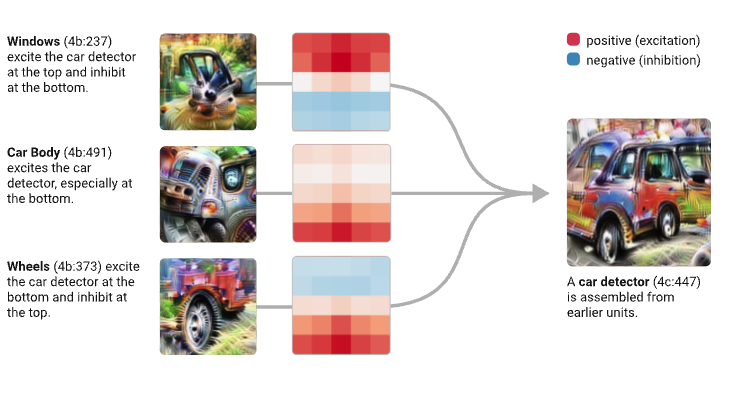 Windows (4b:237)
excite the car detector
at the top and inhibit
at the bottom.
Car Body (4b:491)
excites the car
detector, especially at
the bottom.
Wheels (4b:373) excite
the car detector at the
bottom and inhibit at
the top.
positive (excitation)
negative (inhibition)
A car detector (4c:447)
is assembled from
earlier units.